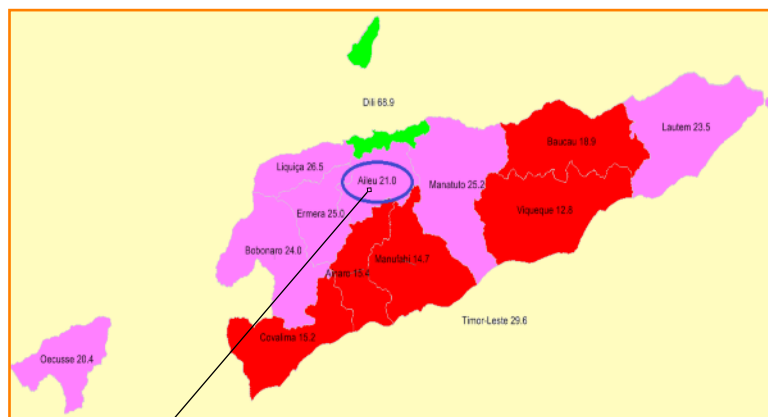 Dili 68.9
Lautem 23.5
Baucau 18.9
Liquiça 26.5
Aileu 21.0
Manatuto 25.2
Ermera 25.0
Viqueque 12.6
Bobonaro 24.0
Ainaro 15.4
Manufahi 14.7
Timor-Leste 29.6
Covalima 15.2
Oecusse 20.4